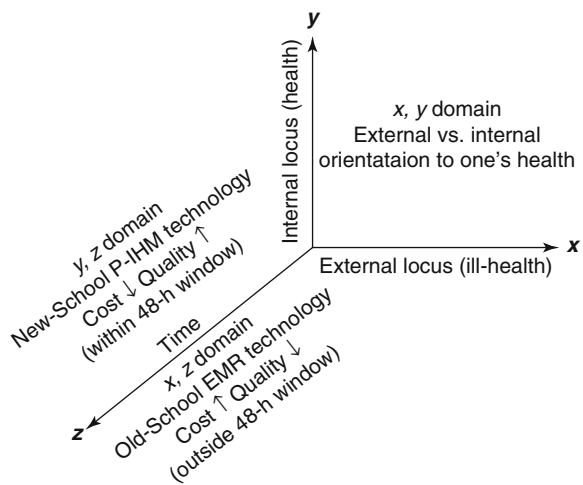 y
Internal locus (health)
x, y domain
External vs. internal
orientataion to one's health
x
External locus (ill-health)
y, z domain
New-School P-IHM technology
Cost ↓ Quality ↑
(within 48-h window)
Time
x, z domain
Old-School EMR technology
Cost ↑ Quality ↓
(outside 48-h window)
z